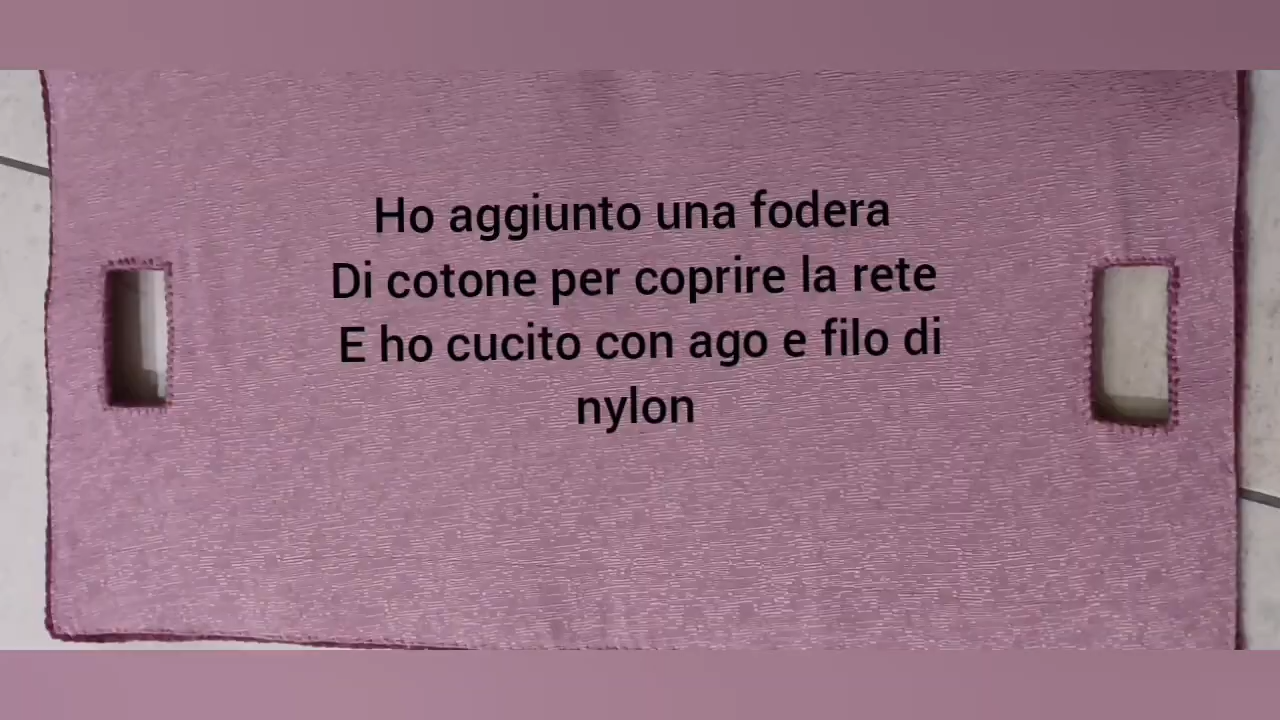 Ho aggiunto una fodera
Di cotone per coprire la rete
E ho cucito con ago e filo di
nylon